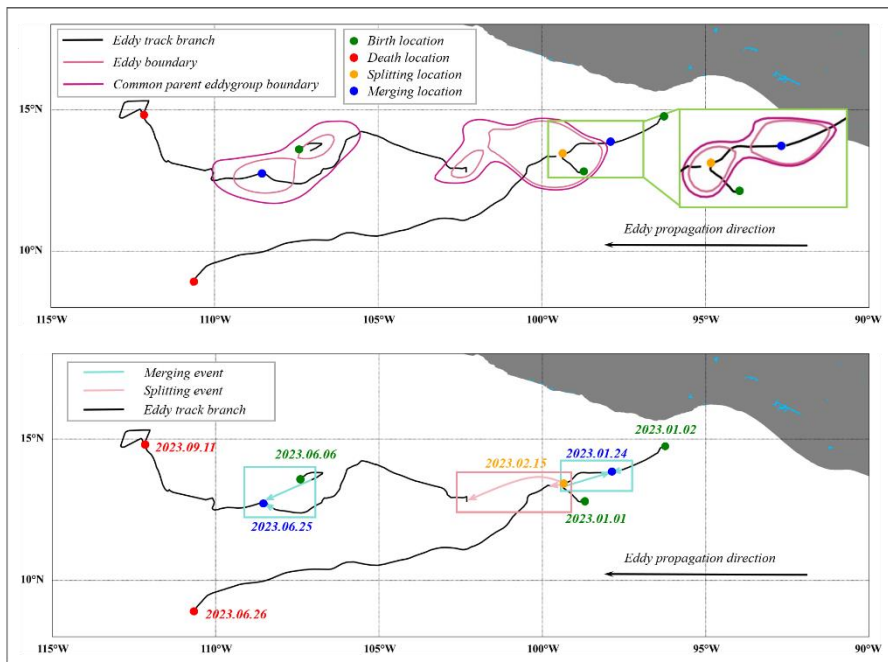 Eddy track branch
Eddy boundary
Common parent eddygroup boundary
Birth location
Death location
Splitting location
Merging location
15°N
10°N
Eddy propagation direction
115°W 110°W 105°W 100°W 95°W 90°W
Merging event
Splitting event
Eddy track branch
2023.01.02
15°N
2023.09.11
2023.06.06
2023.02.15
2023.01.24
2023.06.25
2023.01.01
Eddy propagation direction
10°N
2023.06.26
115°W 110°W 105°W 100°W 95°W 90°W